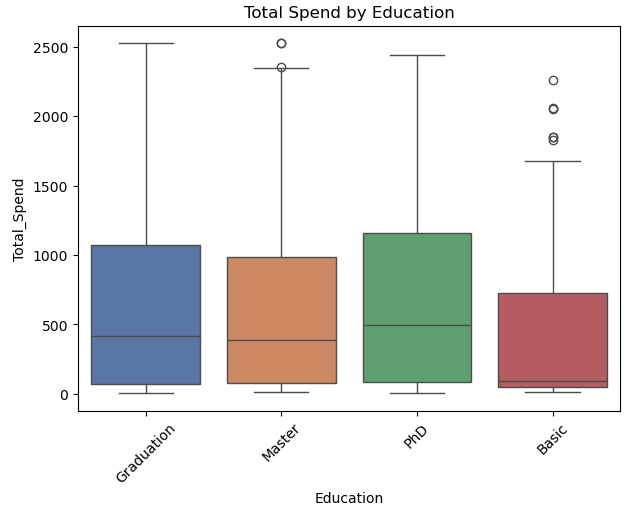 Total Spend by Education
Total_Spend
2500
2000
1500
1000
500
0
Graduation
Master
PhD
Basic
Education